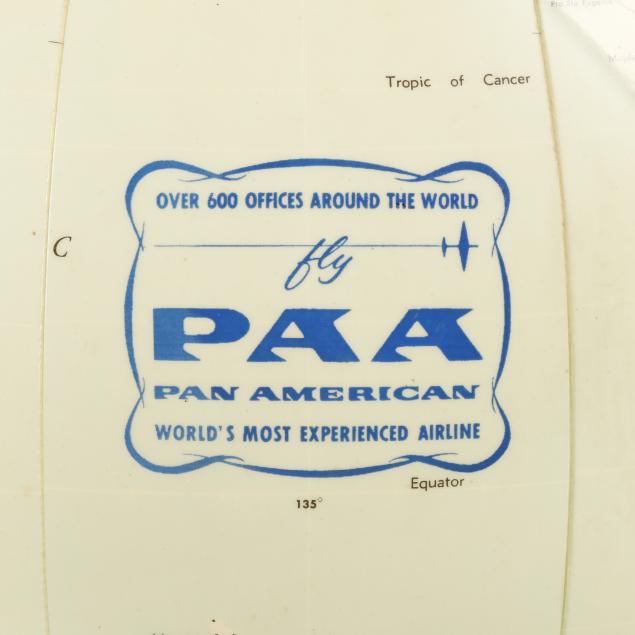 Tropic of Cancer
OVER 600 OFFICES AROUND THE WORLD
C
fly
PAA
PAN AMERICAN
WORLD'S MOST EXPERIENCED AIRLINE
Equator
135°